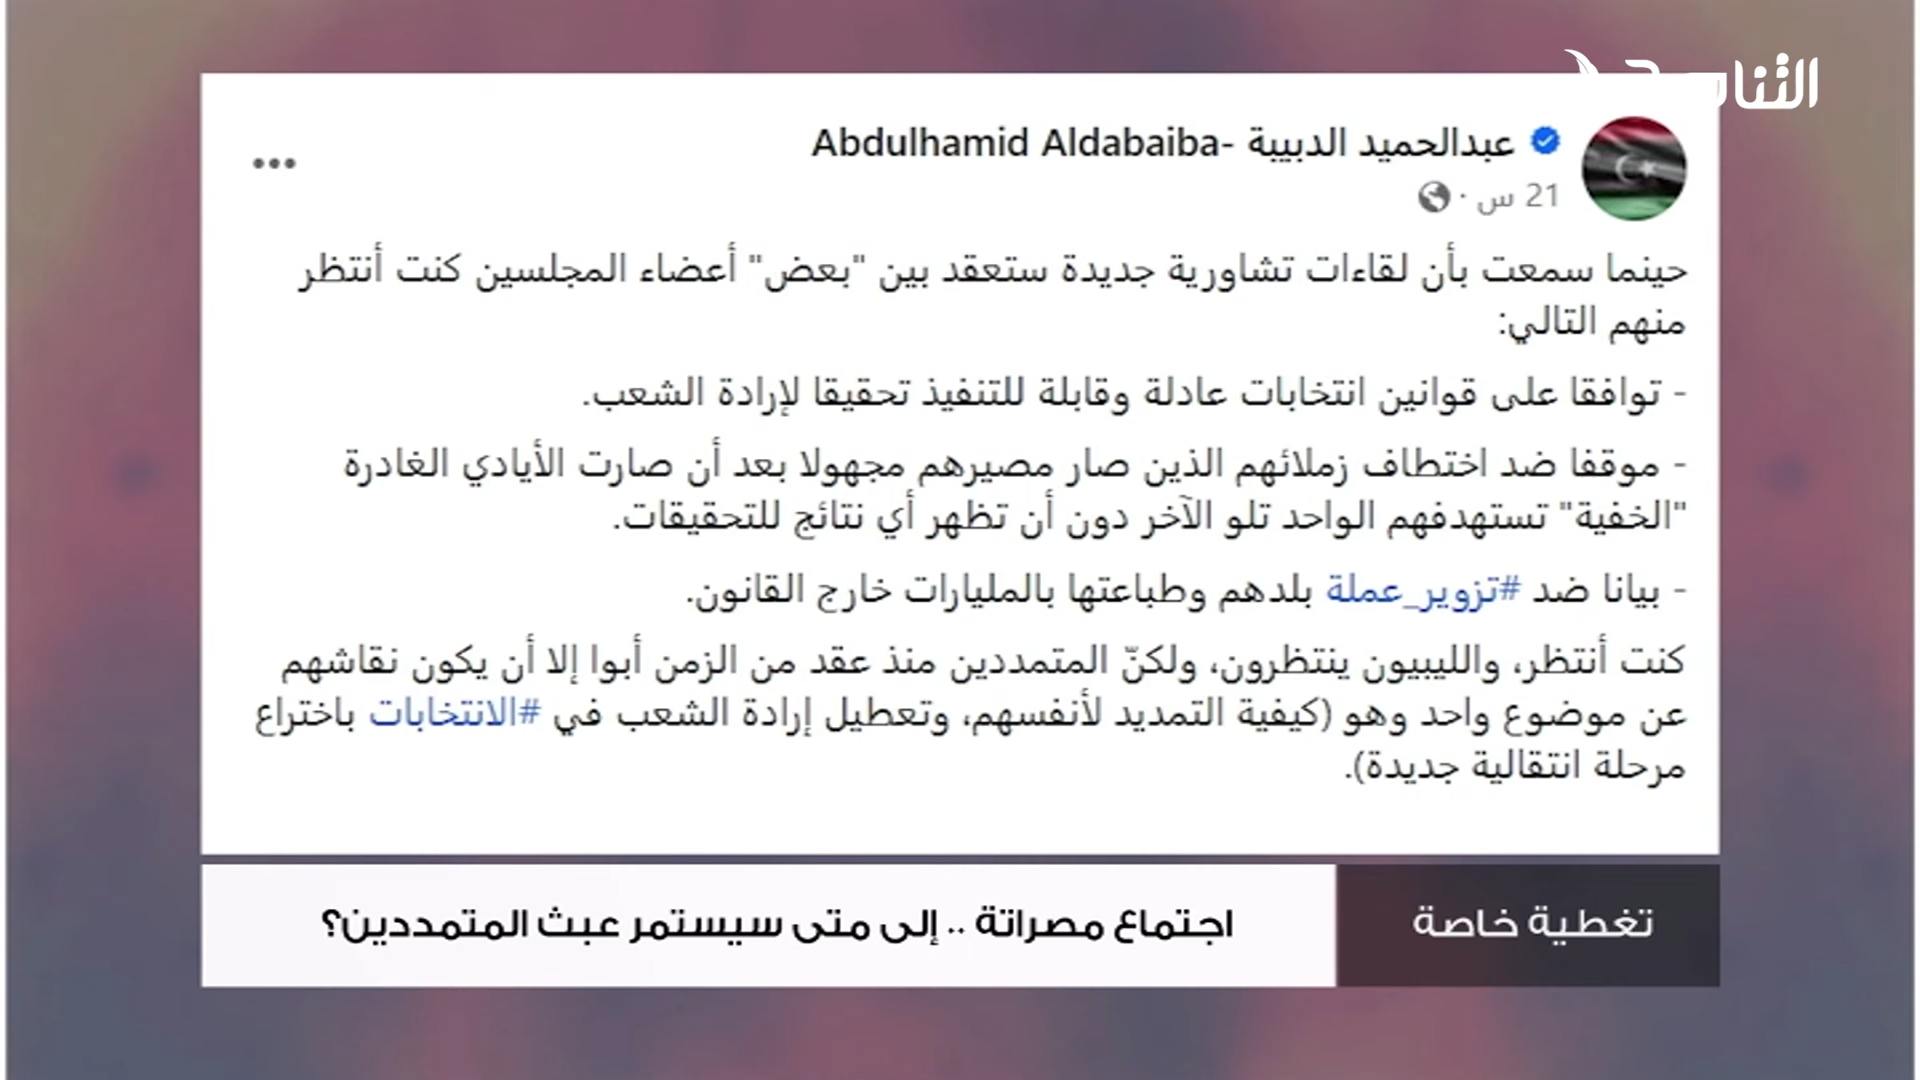 عبدالحميد الدبيبة -Abdulhamid Aldabaiba
21 س ·
حينما سمعت بأن لقاءات تشاورية جديدة ستعقد بين "بعض" أعضاء المجلسين كنت أنتظر
منهم التالي:
- توافقا على قوانين انتخابات عادلة وقابلة للتنفيذ تحقيقا لإرادة الشعب.
- موقفا ضد اختطاف زملائهم الذين صار مصيرهم مجهولا بعد أن صارت الأيادي الغادرة
"الخفية" تستهدفهم الواحد تلو الآخر دون أن تظهر أي نتائج للتحقيقات.
- بيانا ضد #تزوير_عملة بلدهم وطباعتها بالمليارات خارج القانون.
كنت أنتظر، والليبيون ينتظرون، ولكنّ المتمددين منذ عقد من الزمن أبوا إلا أن يكون نقاشهم
عن موضوع واحد وهو (كيفية التمديد لأنفسهم، وتعطيل إرادة الشعب في #الانتخابات باختراع
مرحلة انتقالية جديدة).
تغطية خاصة
اجتماع مصراتة .. إلى متى سيستمر عبث المتمددين؟